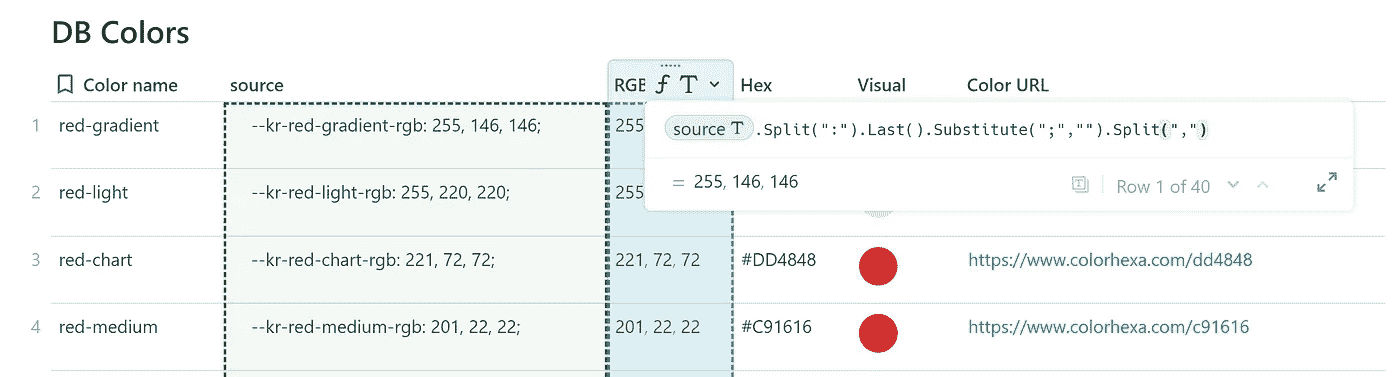 DB Colors
Color name source RGB f T Hex Visual Color URL
1 red-gradient --kr-red-gradient-rgb: 255, 146, 146; 255
source T .Split(":").Last().Substitute(";","").Split(",")
= 255, 146, 146 Row 1 of 40
2 red-light --kr-red-light-rgb: 255, 220, 220; 255
3 red-chart --kr-red-chart-rgb: 221, 72, 72; 221, 72, 72 #DD4848 https://www.colorhexa.com/dd4848
4 red-medium --kr-red-medium-rgb: 201, 22, 22; 201, 22, 22 #C91616 https://www.colorhexa.com/c91616